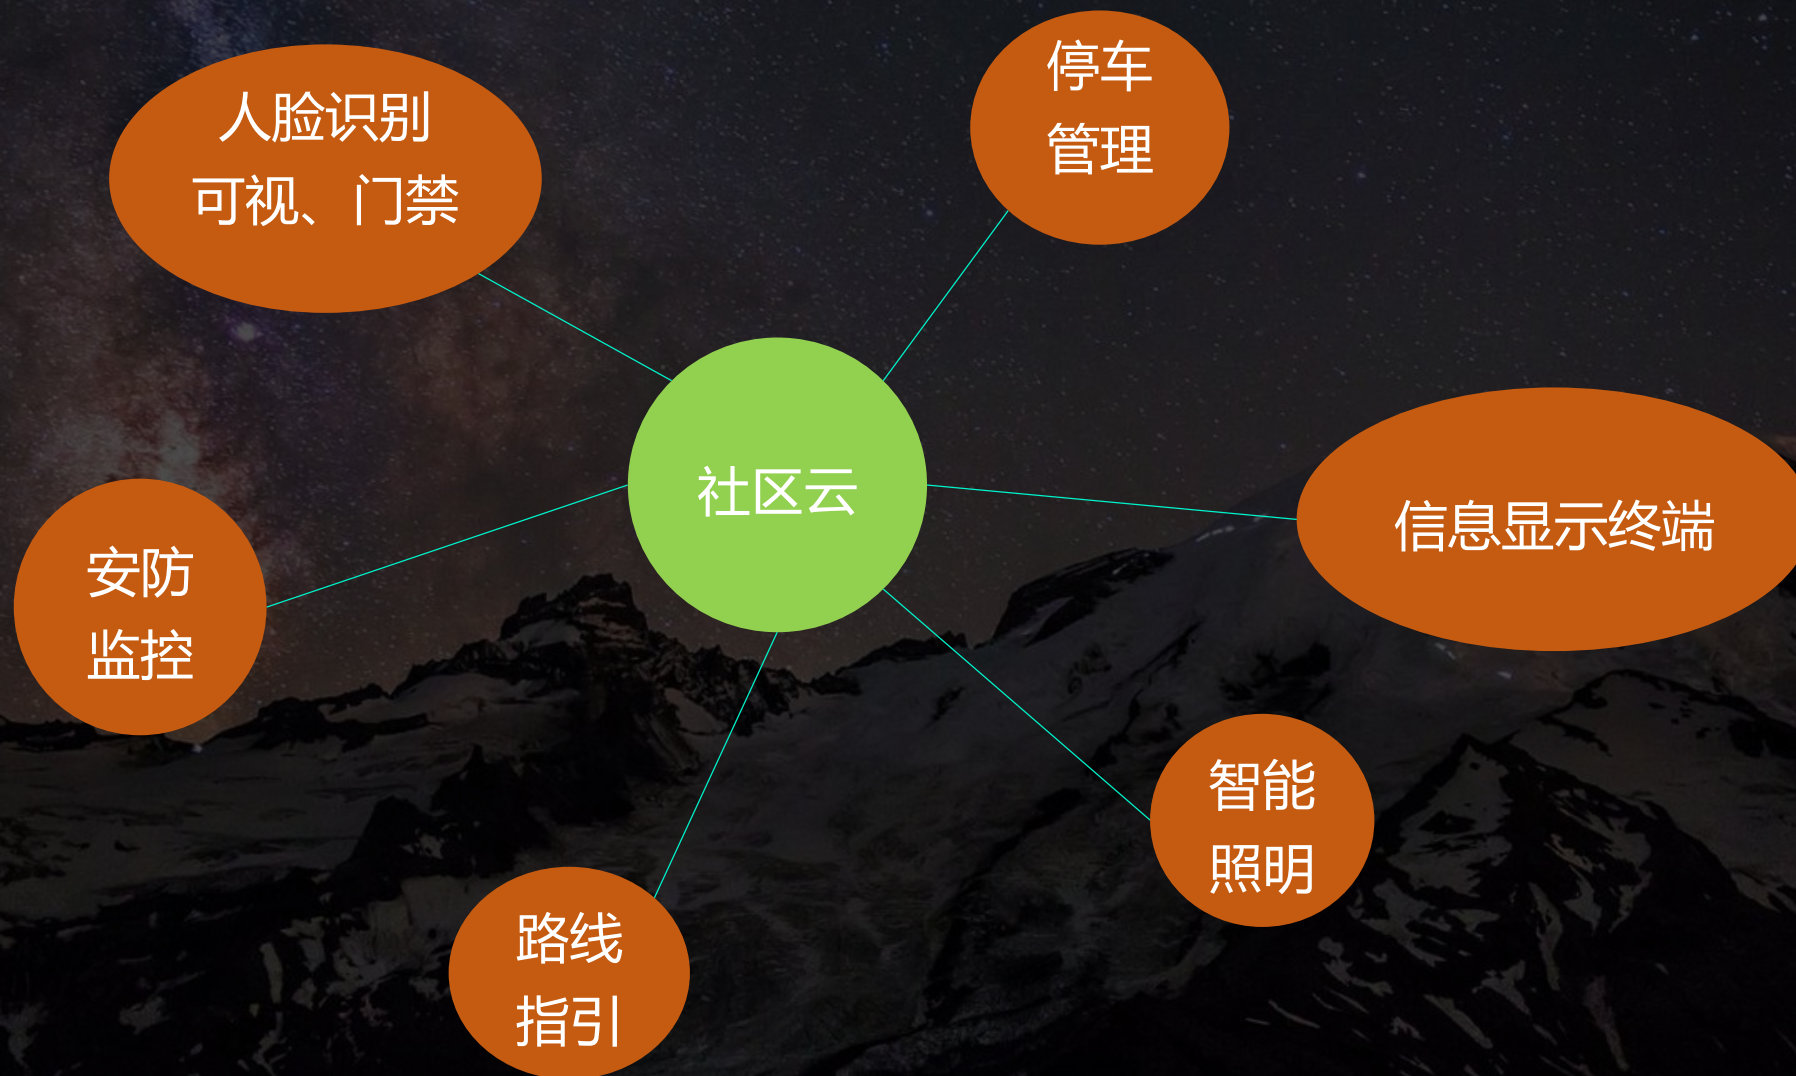 人脸识别
可视、门禁
停车
管理
社区云
信息显示终端
安防
监控
智能
照明
路线
指引